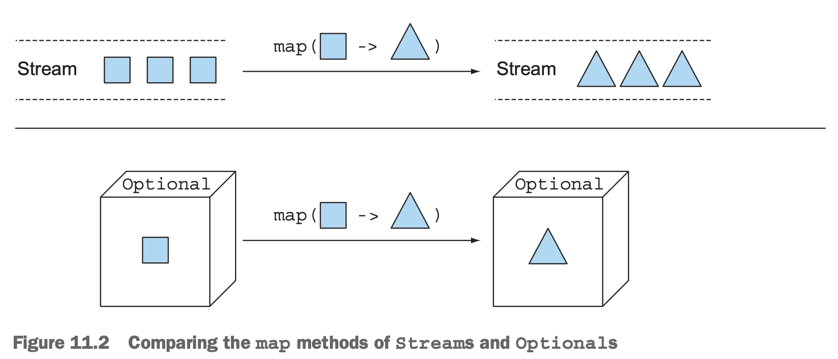 Stream map( -> ) Stream
Optional map( -> ) Optional
Figure 11.2 Comparing the map methods of Streams and Optionals